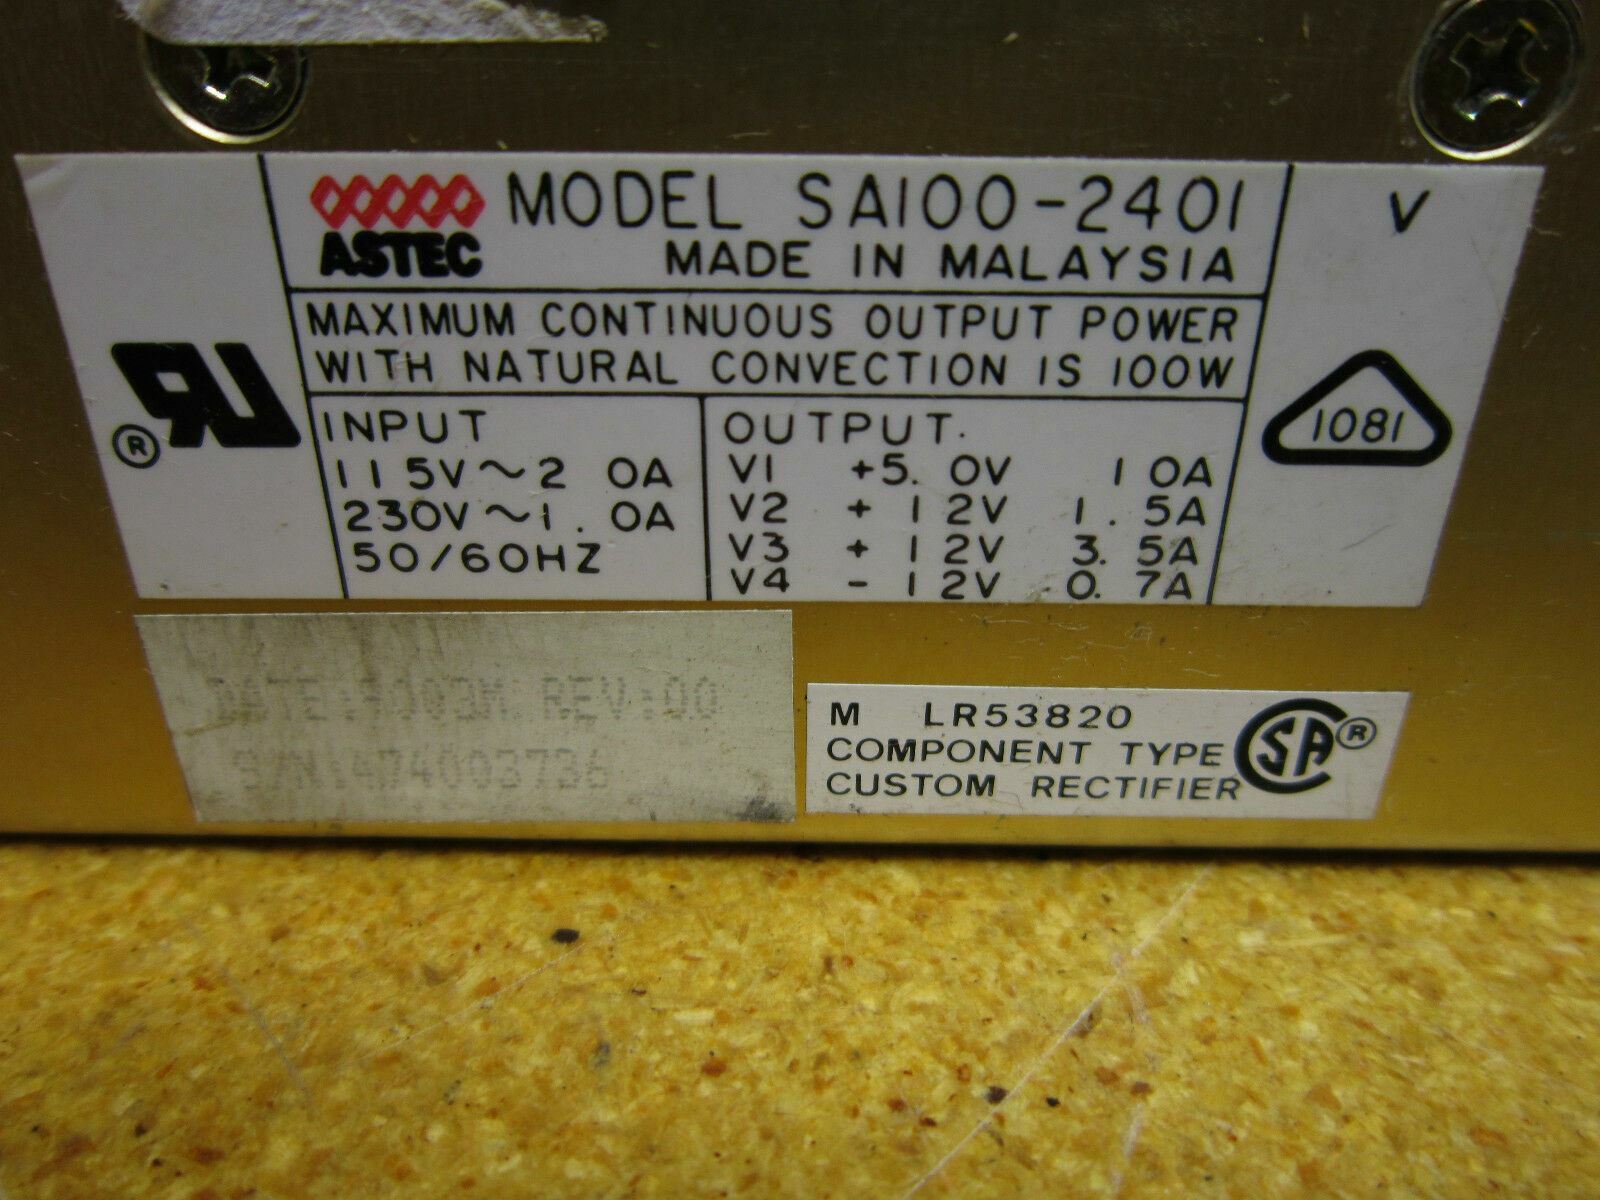 ASTEC MODEL SA100-2401
MADE IN MALAYSIA
V
MAXIMUM CONTINUOUS OUTPUT POWER
WITH NATURAL CONVECTION IS 100W
®
1081
INPUT
115V~2 0A
230V~1.0A
50/60HZ
OUTPUT.
V1 +5.0V 10A
V2 +12V 1.5A
V3 +12V 3.5A
V4 -12V 0.7A
REV:00
S/N:
M LR53820
COMPONENT TYPE
CUSTOM RECTIFIER
SA ®